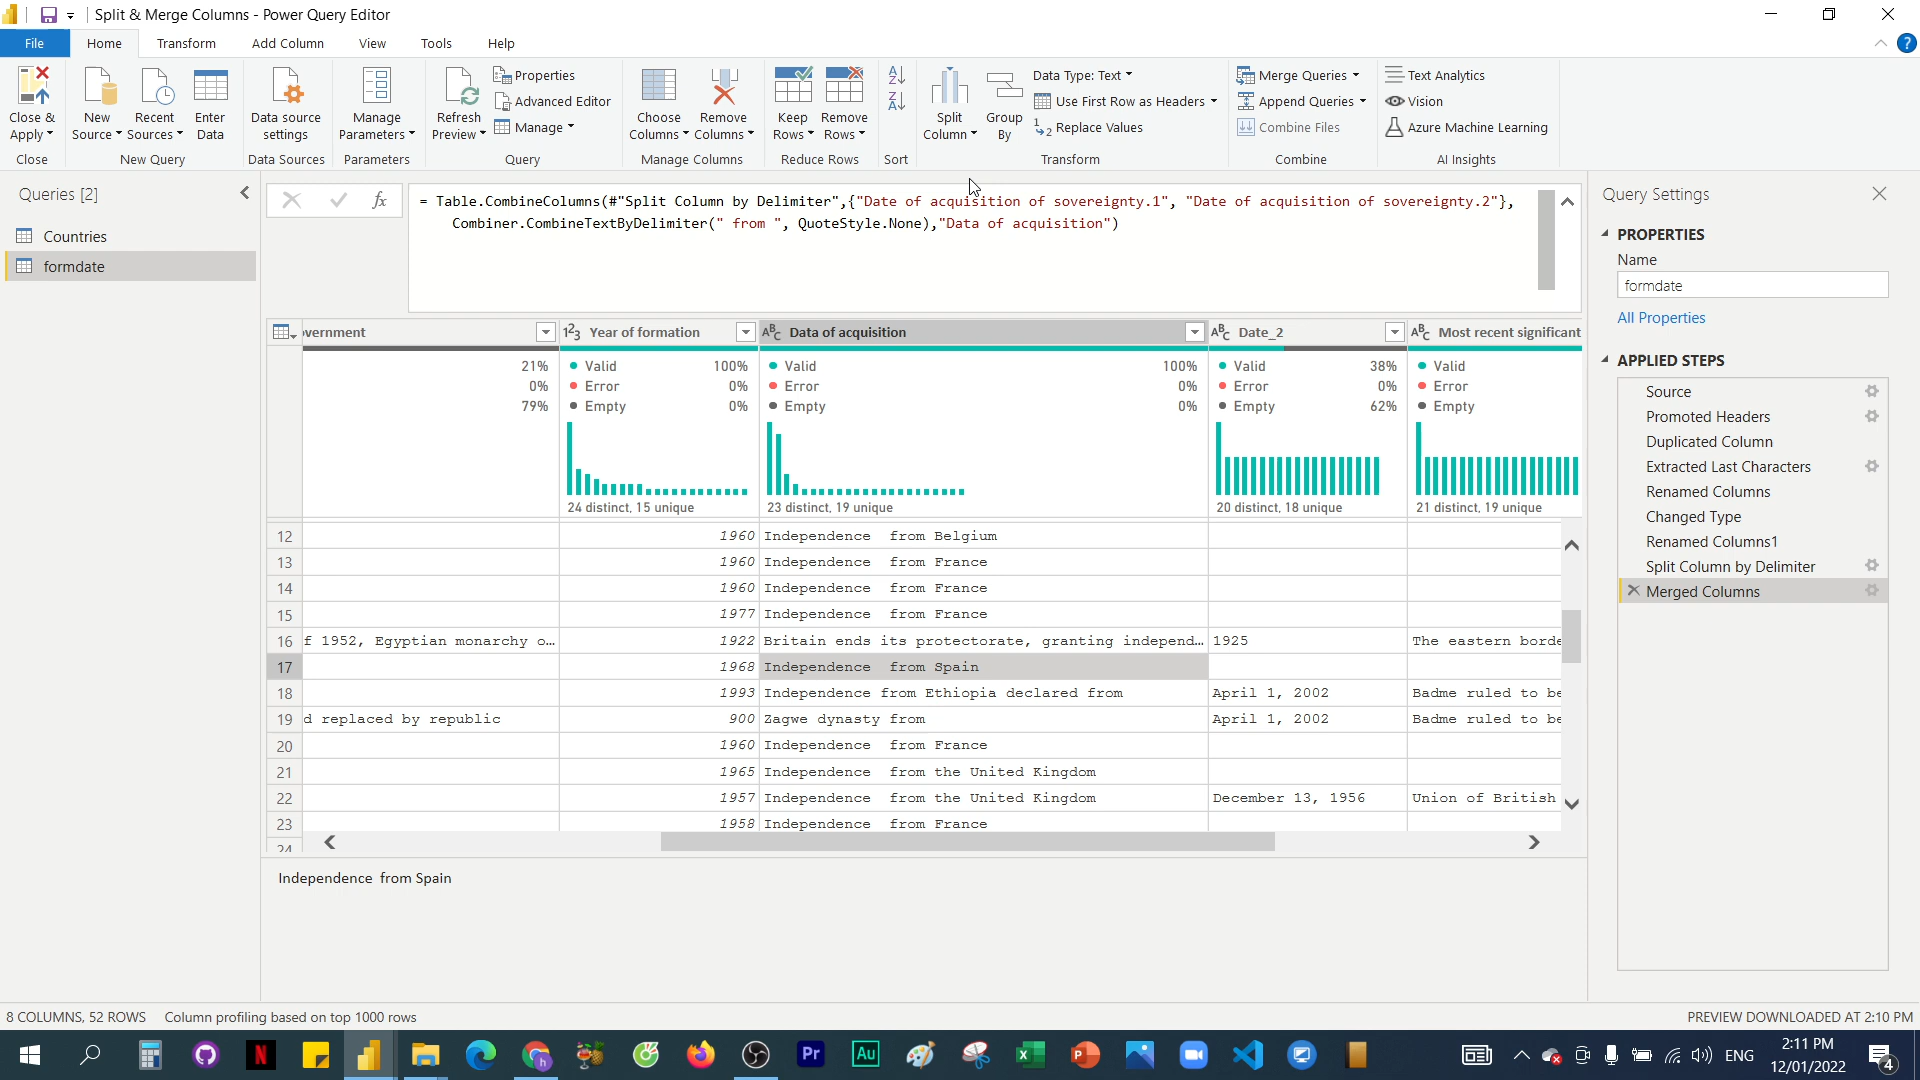 Split & Merge Columns - Power Query Editor
File Home Transform Add Column View Tools Help
Close & Apply
Close
New Source
Recent Sources
Enter Data
New Query
Data source settings
Data Sources
Manage Parameters
Parameters
Refresh Preview
Properties
Advanced Editor
Manage
Query
Choose Columns
Remove Columns
Manage Columns
Keep Rows
Remove Rows
Reduce Rows
Sort
Split Column
Group By
Data Type: Text
Use First Row as Headers
Replace Values
Transform
Merge Queries
Append Queries
Combine Files
Combine
Text Analytics
Vision
Azure Machine Learning
AI Insights
Queries [2]
Countries
formdate
= Table.CombineColumns(#"Split Column by Delimiter",{"Date of acquisition of sovereignty.1", "Date of acquisition of sovereignty.2"},
Combiner.CombineTextByDelimiter(" from ", QuoteStyle.None),"Data of acquisition")
vernment Year of formation Data of acquisition Date_2 Most recent significant
21% Valid 100% Valid 100% Valid 38% Valid
0% Error 0% Error 0% Error 0% Error
79% Empty 0% Empty 0% Empty 62% Empty
24 distinct, 15 unique 23 distinct, 19 unique 20 distinct, 18 unique 21 distinct, 19 unique
12 1960 Independence  from Belgium
13 1960 Independence  from France
14 1960 Independence  from France
15 1977 Independence  from France
16 f 1952, Egyptian monarchy o... 1922 Britain ends its protectorate, granting independ... 1925 The eastern borde
17 1968 Independence  from Spain
18 1993 Independence from Ethiopia declared from April 1, 2002 Badme ruled to be
19 d replaced by republic 900 Zagwe dynasty from April 1, 2002 Badme ruled to be
20 1960 Independence  from France
21 1965 Independence  from the United Kingdom
22 1957 Independence  from the United Kingdom December 13, 1956 Union of British
23 1958 Independence  from France
24
Independence  from Spain
Query Settings
PROPERTIES
Name
formdate
All Properties
APPLIED STEPS
Source
Promoted Headers
Duplicated Column
Extracted Last Characters
Renamed Columns
Changed Type
Renamed Columns1
Split Column by Delimiter
Merged Columns
8 COLUMNS, 52 ROWS Column profiling based on top 1000 rows PREVIEW DOWNLOADED AT 2:10 PM
ENG
2:11 PM
12/01/2022
4